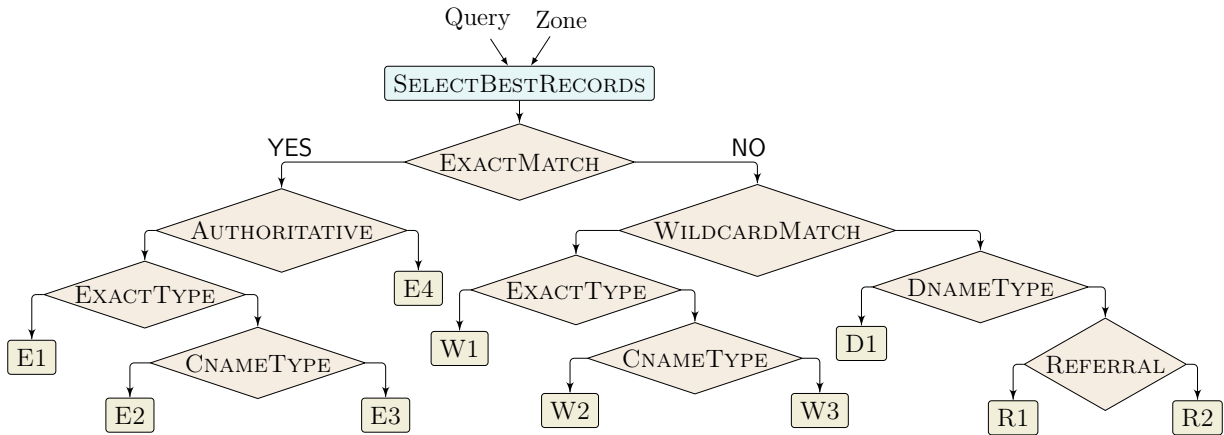 Query Zone
SELECTBESTRECORDS
YES EXACTMATCH NO
AUTHORITATIVE WILDCARDMATCH
EXACTTYPE E4 EXACTTYPE DNAMETYPE
E1 CNAMETYPE W1 CNAMETYPE D1 REFERRAL
E2 E3 W2 W3 R1 R2